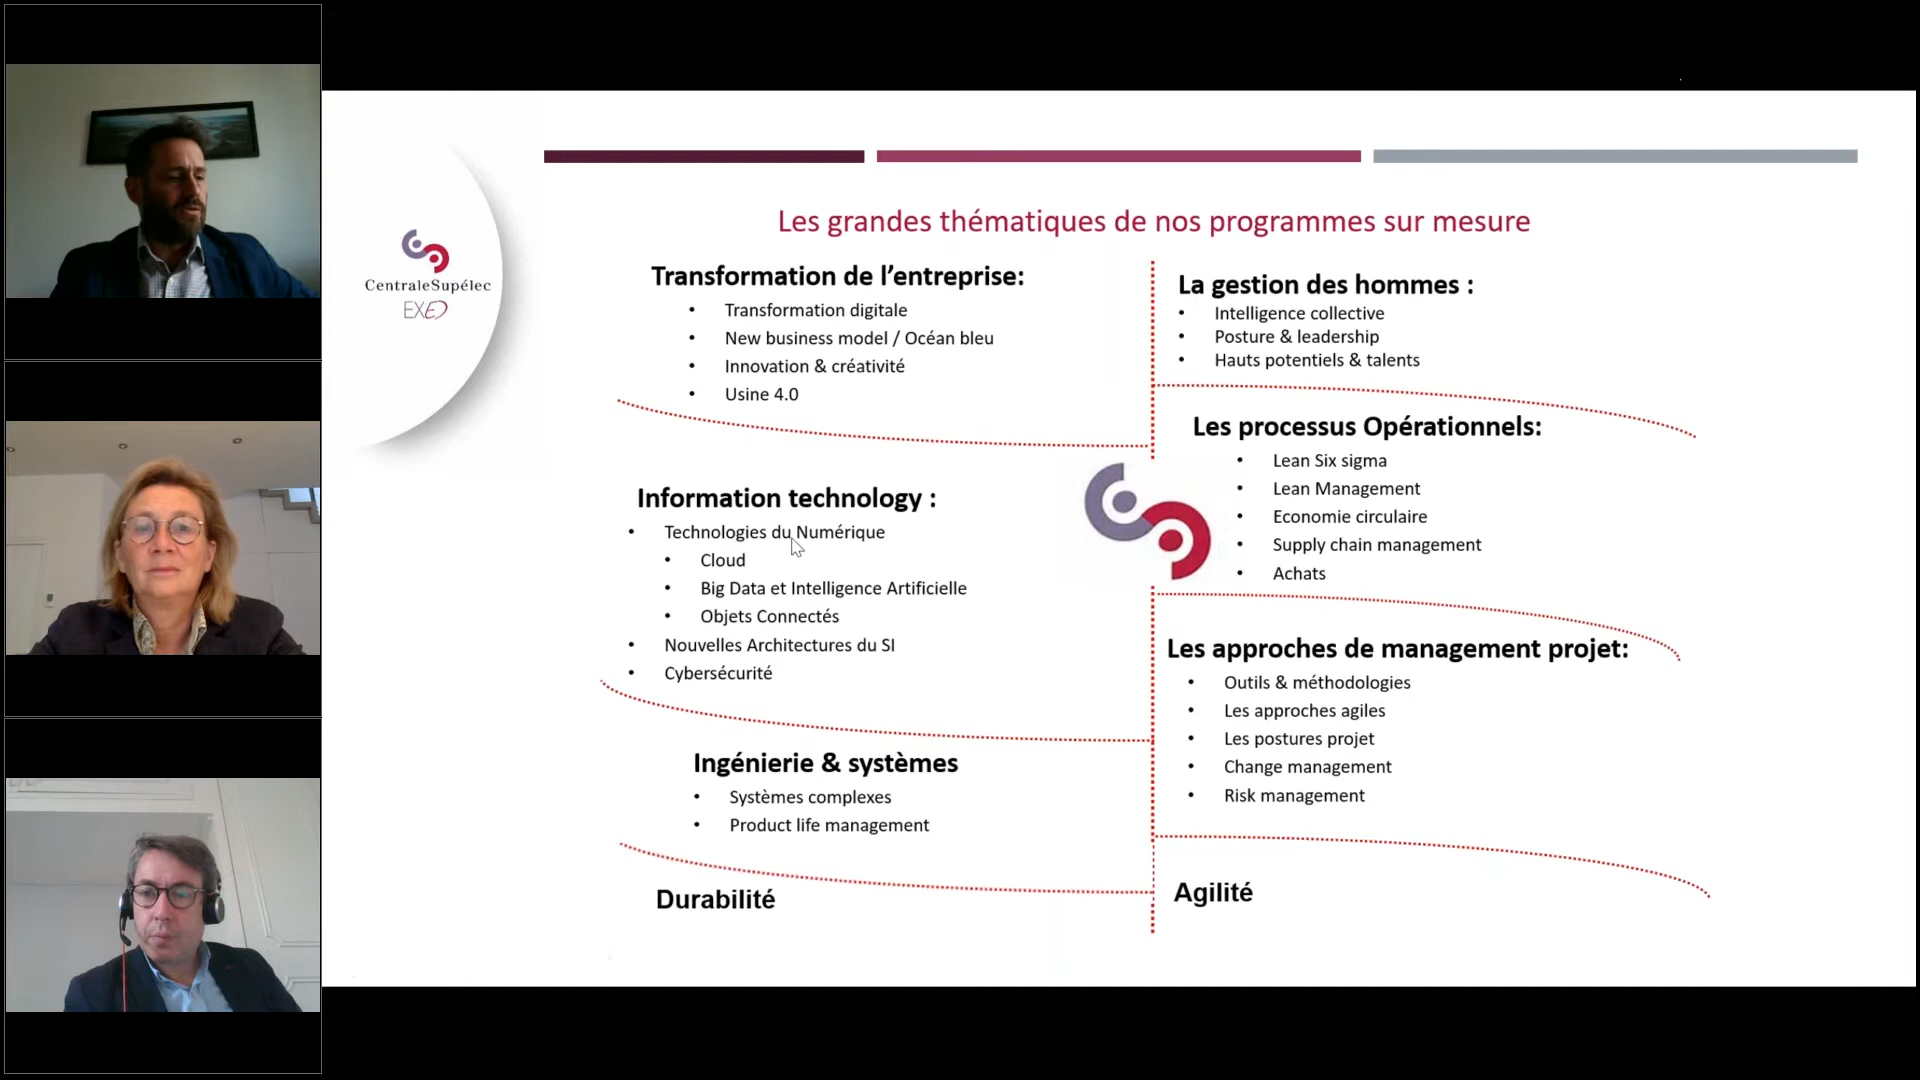 CentraleSupélec
EXED
Les grandes thématiques de nos programmes sur mesure
Transformation de l’entreprise:
• Transformation digitale
• New business model / Océan bleu
• Innovation & créativité
• Usine 4.0
Information technology :
• Technologies du Numérique
• Cloud
• Big Data et Intelligence Artificielle
• Objets Connectés
• Nouvelles Architectures du SI
• Cybersécurité
Ingénierie & systèmes
• Systèmes complexes
• Product life management
Durabilité
La gestion des hommes :
• Intelligence collective
• Posture & leadership
• Hauts potentiels & talents
Les processus Opérationnels:
• Lean Six sigma
• Lean Management
• Economie circulaire
• Supply chain management
• Achats
Les approches de management projet:
• Outils & méthodologies
• Les approches agiles
• Les postures projet
• Change management
• Risk management
Agilité